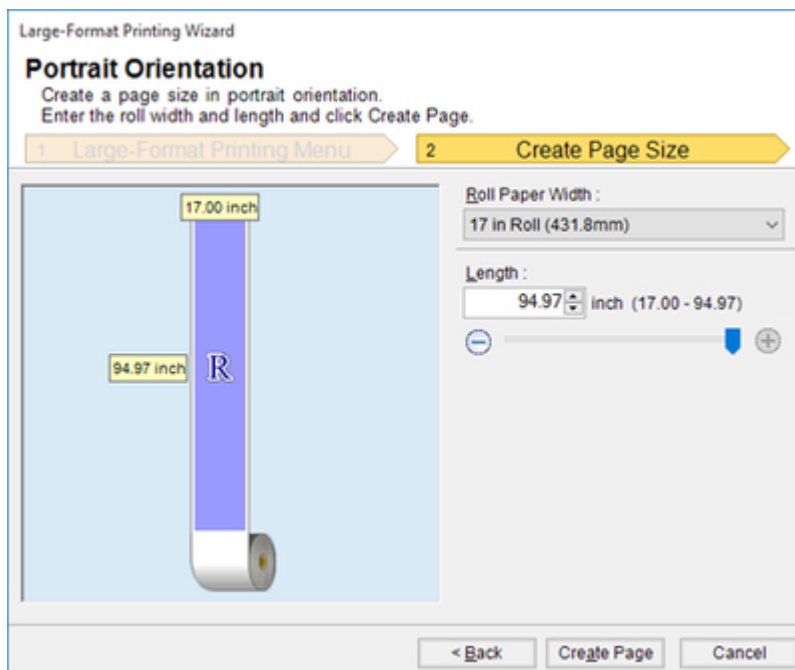 Large-Format Printing Wizard
Portrait Orientation
Create a page size in portrait orientation.
Enter the roll width and length and click Create Page.
1 Large-Format Printing Menu
2 Create Page Size
17.00 inch
94.97 inch
R
Roll Paper Width :
17 in Roll (431.8mm)
Length :
94.97 inch (17.00 - 94.97)
< Back Create Page Cancel